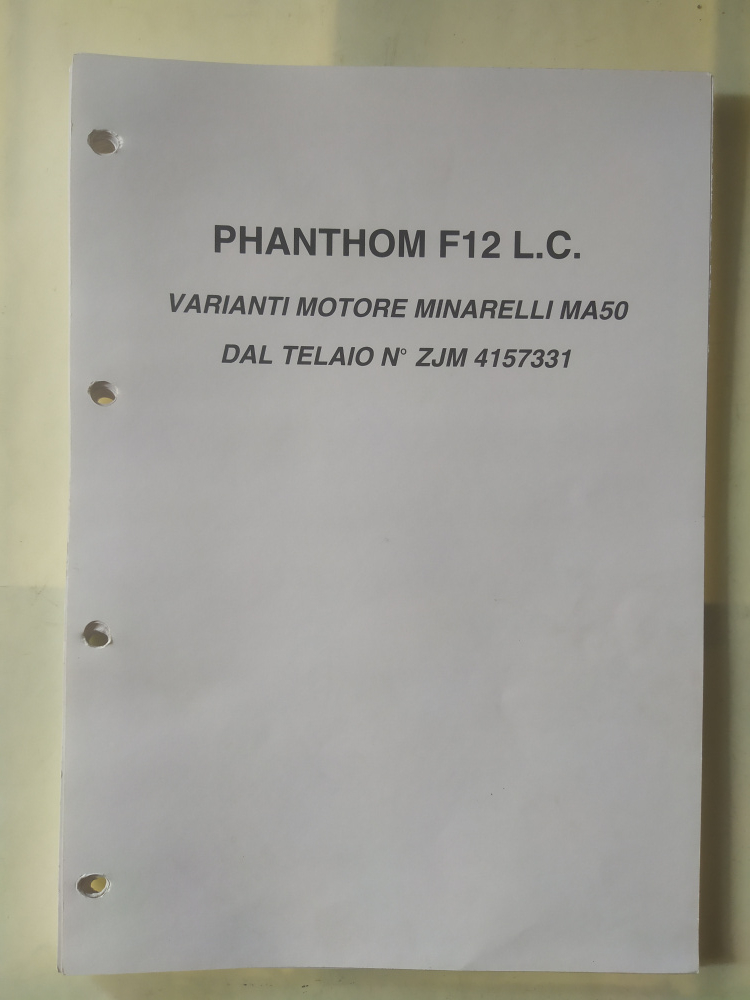 PHANTHOM F12 L.C.
VARIANTI MOTORE MINARELLI MA50
DAL TELAIO N° ZJM 4157331